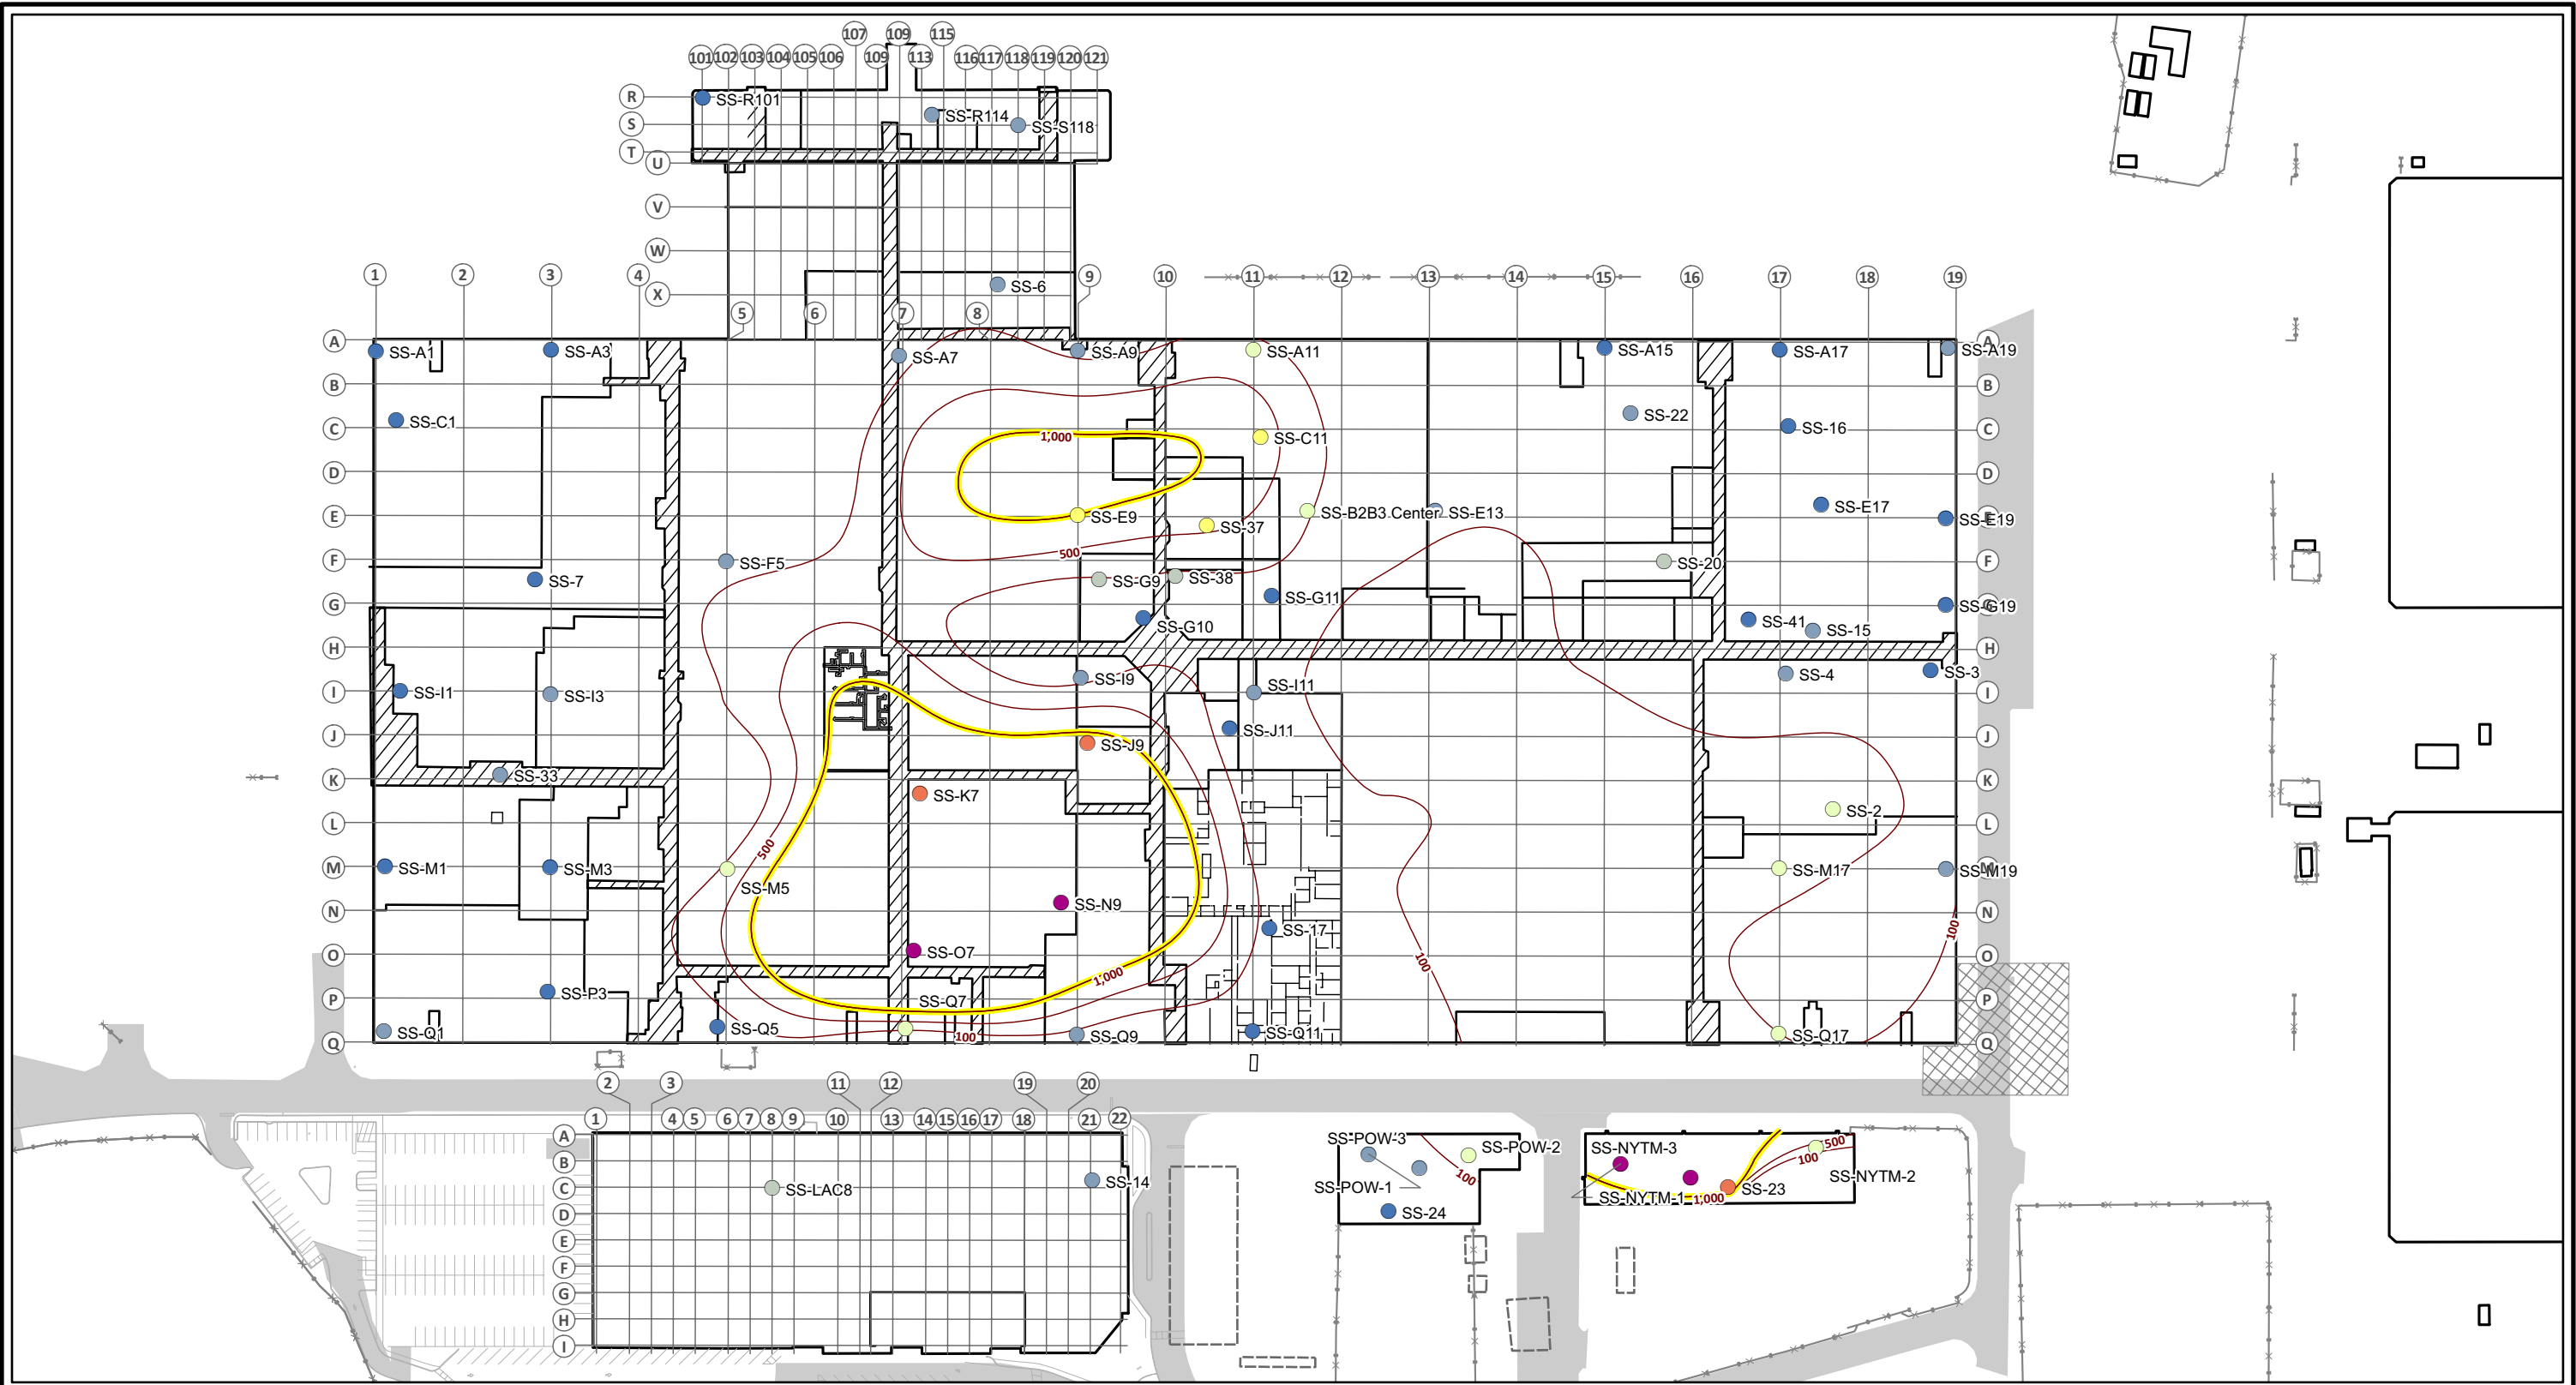 107 109 115
101 102 103 104 105 106 109 113 116 117 118 119 120 121
R SS-R101
SS-R114
S SS-S118
T
U
V
W
1 2 3 4 9 10 11 12 13 14 15 16 17 18 19
SS-6
X
5 6 7 8
A A
SS-A1 SS-A3 SS-A7 SS-A9 SS-A11 SS-A15 SS-A17 SS-A19
B B
SS-22
SS-C1 SS-16
C 1,000 SS-C11 C
D D
SS-E17
E SS-E9 SS-37 SS-B2B3 Center SS-E13 SS-E19 E
500
F SS-F5 SS-20 F
SS-7 SS-G9 SS-38
SS-G11
G SS-G19 G
SS-G10 SS-41 SS-15
H H
SS-I9 SS-4 SS-3
I SS-I1 SS-I3 SS-I11 I
J SS-J11 J
SS-J9
K SS-33 K
SS-K7
SS-2
L L
500
M SS-M1 SS-M3 SS-M17 SS-M19 M
SS-M5
N SS-N9 N
SS-17 100
O SS-O7 100 O
1,000
P SS-P3 SS-Q7 P
SS-Q1 SS-Q5 100 SS-Q9 SS-Q11 SS-Q17
Q Q
2 3 11 12 19 20
1 4 5 6 7 8 9 10 13 14 15 16 17 18 21 22
A
SS-POW-3 SS-POW-2 SS-NYTM-3 500
B 100
100 SS-NYTM-2
C SS-LAC8 SS-14 SS-POW-1 SS-23
SS-NYTM-1 1,000
D SS-24
E
F
G
H
I